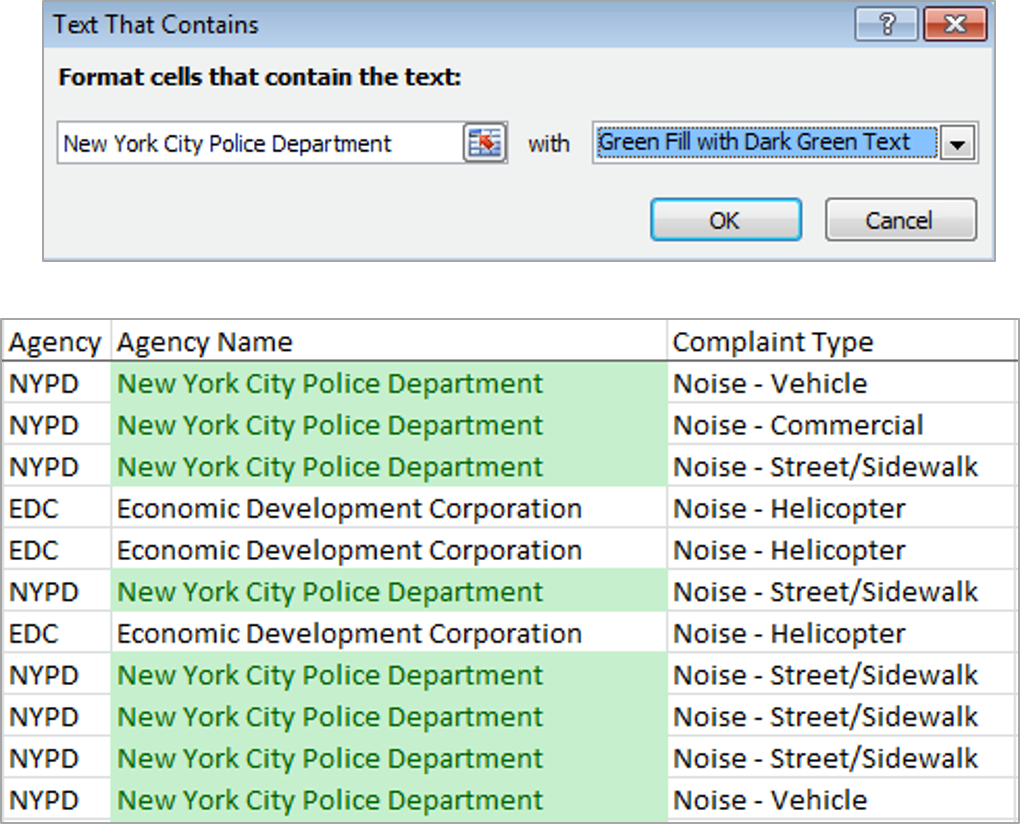 Text That Contains
Format cells that contain the text:
New York City Police Department with Green Fill with Dark Green Text
OK Cancel
Agency Agency Name Complaint Type
NYPD New York City Police Department Noise - Vehicle
NYPD New York City Police Department Noise - Commercial
NYPD New York City Police Department Noise - Street/Sidewalk
EDC Economic Development Corporation Noise - Helicopter
EDC Economic Development Corporation Noise - Helicopter
NYPD New York City Police Department Noise - Street/Sidewalk
EDC Economic Development Corporation Noise - Helicopter
NYPD New York City Police Department Noise - Street/Sidewalk
NYPD New York City Police Department Noise - Street/Sidewalk
NYPD New York City Police Department Noise - Street/Sidewalk
NYPD New York City Police Department Noise - Vehicle